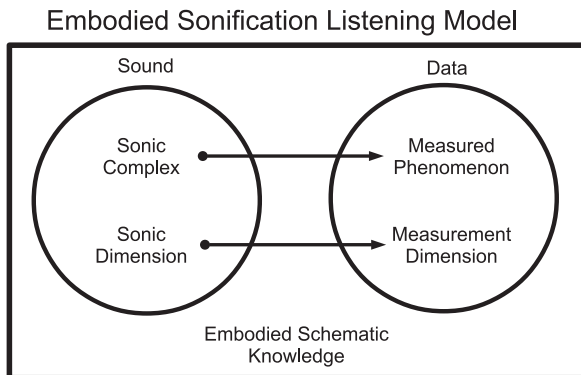 Embodied Sonification Listening Model
Sound
Data
Sonic
Complex
Measured
Phenomenon
Sonic
Dimension
Measurement
Dimension
Embodied Schematic
Knowledge